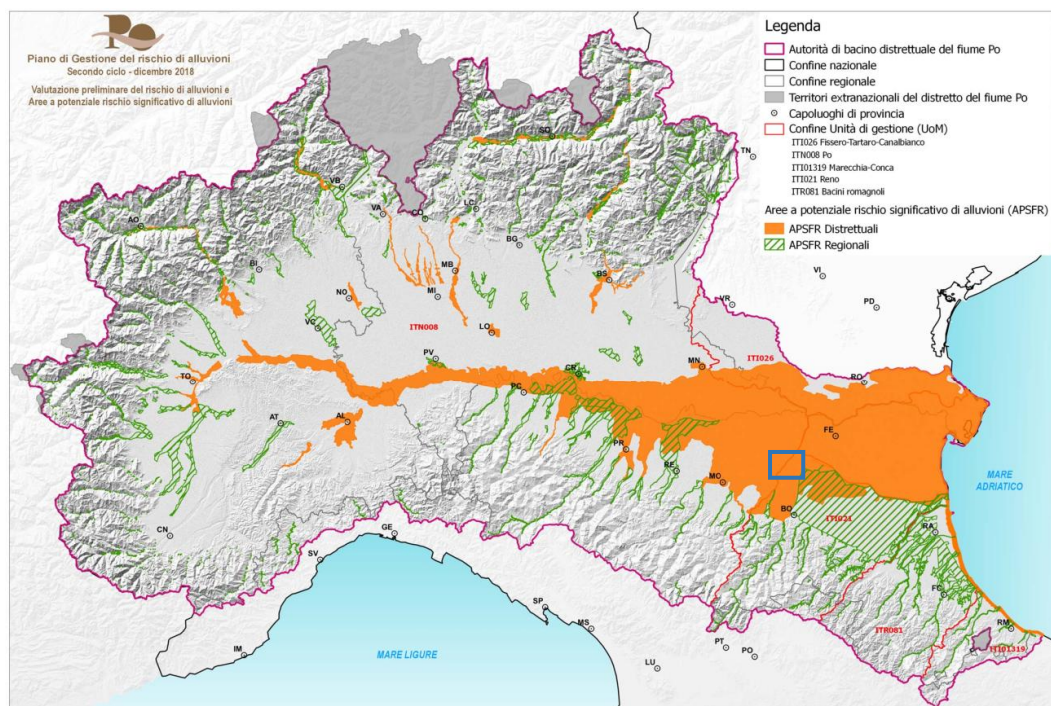 PO
Piano di Gestione del rischio di alluvioni
Secondo ciclo - dicembre 2018
Valutazione preliminare del rischio di alluvioni e
Aree a potenziale rischio significativo di alluvioni
Legenda
Autorità di bacino distrettuale del fiume Po
Confine nazionale
Confine regionale
Territori extranazionali del distretto del fiume Po
Capoluoghi di provincia
Confine Unità di gestione (UoM)
ITI026 Fissero-Tartaro-Canalbianco
ITN008 Po
ITI01319 Marecchia-Conca
ITI021 Reno
ITR081 Bacini romagnoli
Aree a potenziale rischio significativo di alluvioni (APSFR)
APSFR Distrettuali
APSFR Regionali
SO
TN
VB
VA
CO
LC
AO
BG
BI
MB
BS
VI
NO
MI
VE
PD
VR
VC
ITN008
LO
PV
MN
ITI026
TO
CR
RO
PC
AT
AL
FE
PR
RE
MO
MARE
ADRIATICO
BO
ITI021
CN
GE
RA
SV
FC
SP
MS
RM
ITR081
IM
MARE LIGURE
PT
PO
LU
ITI01319